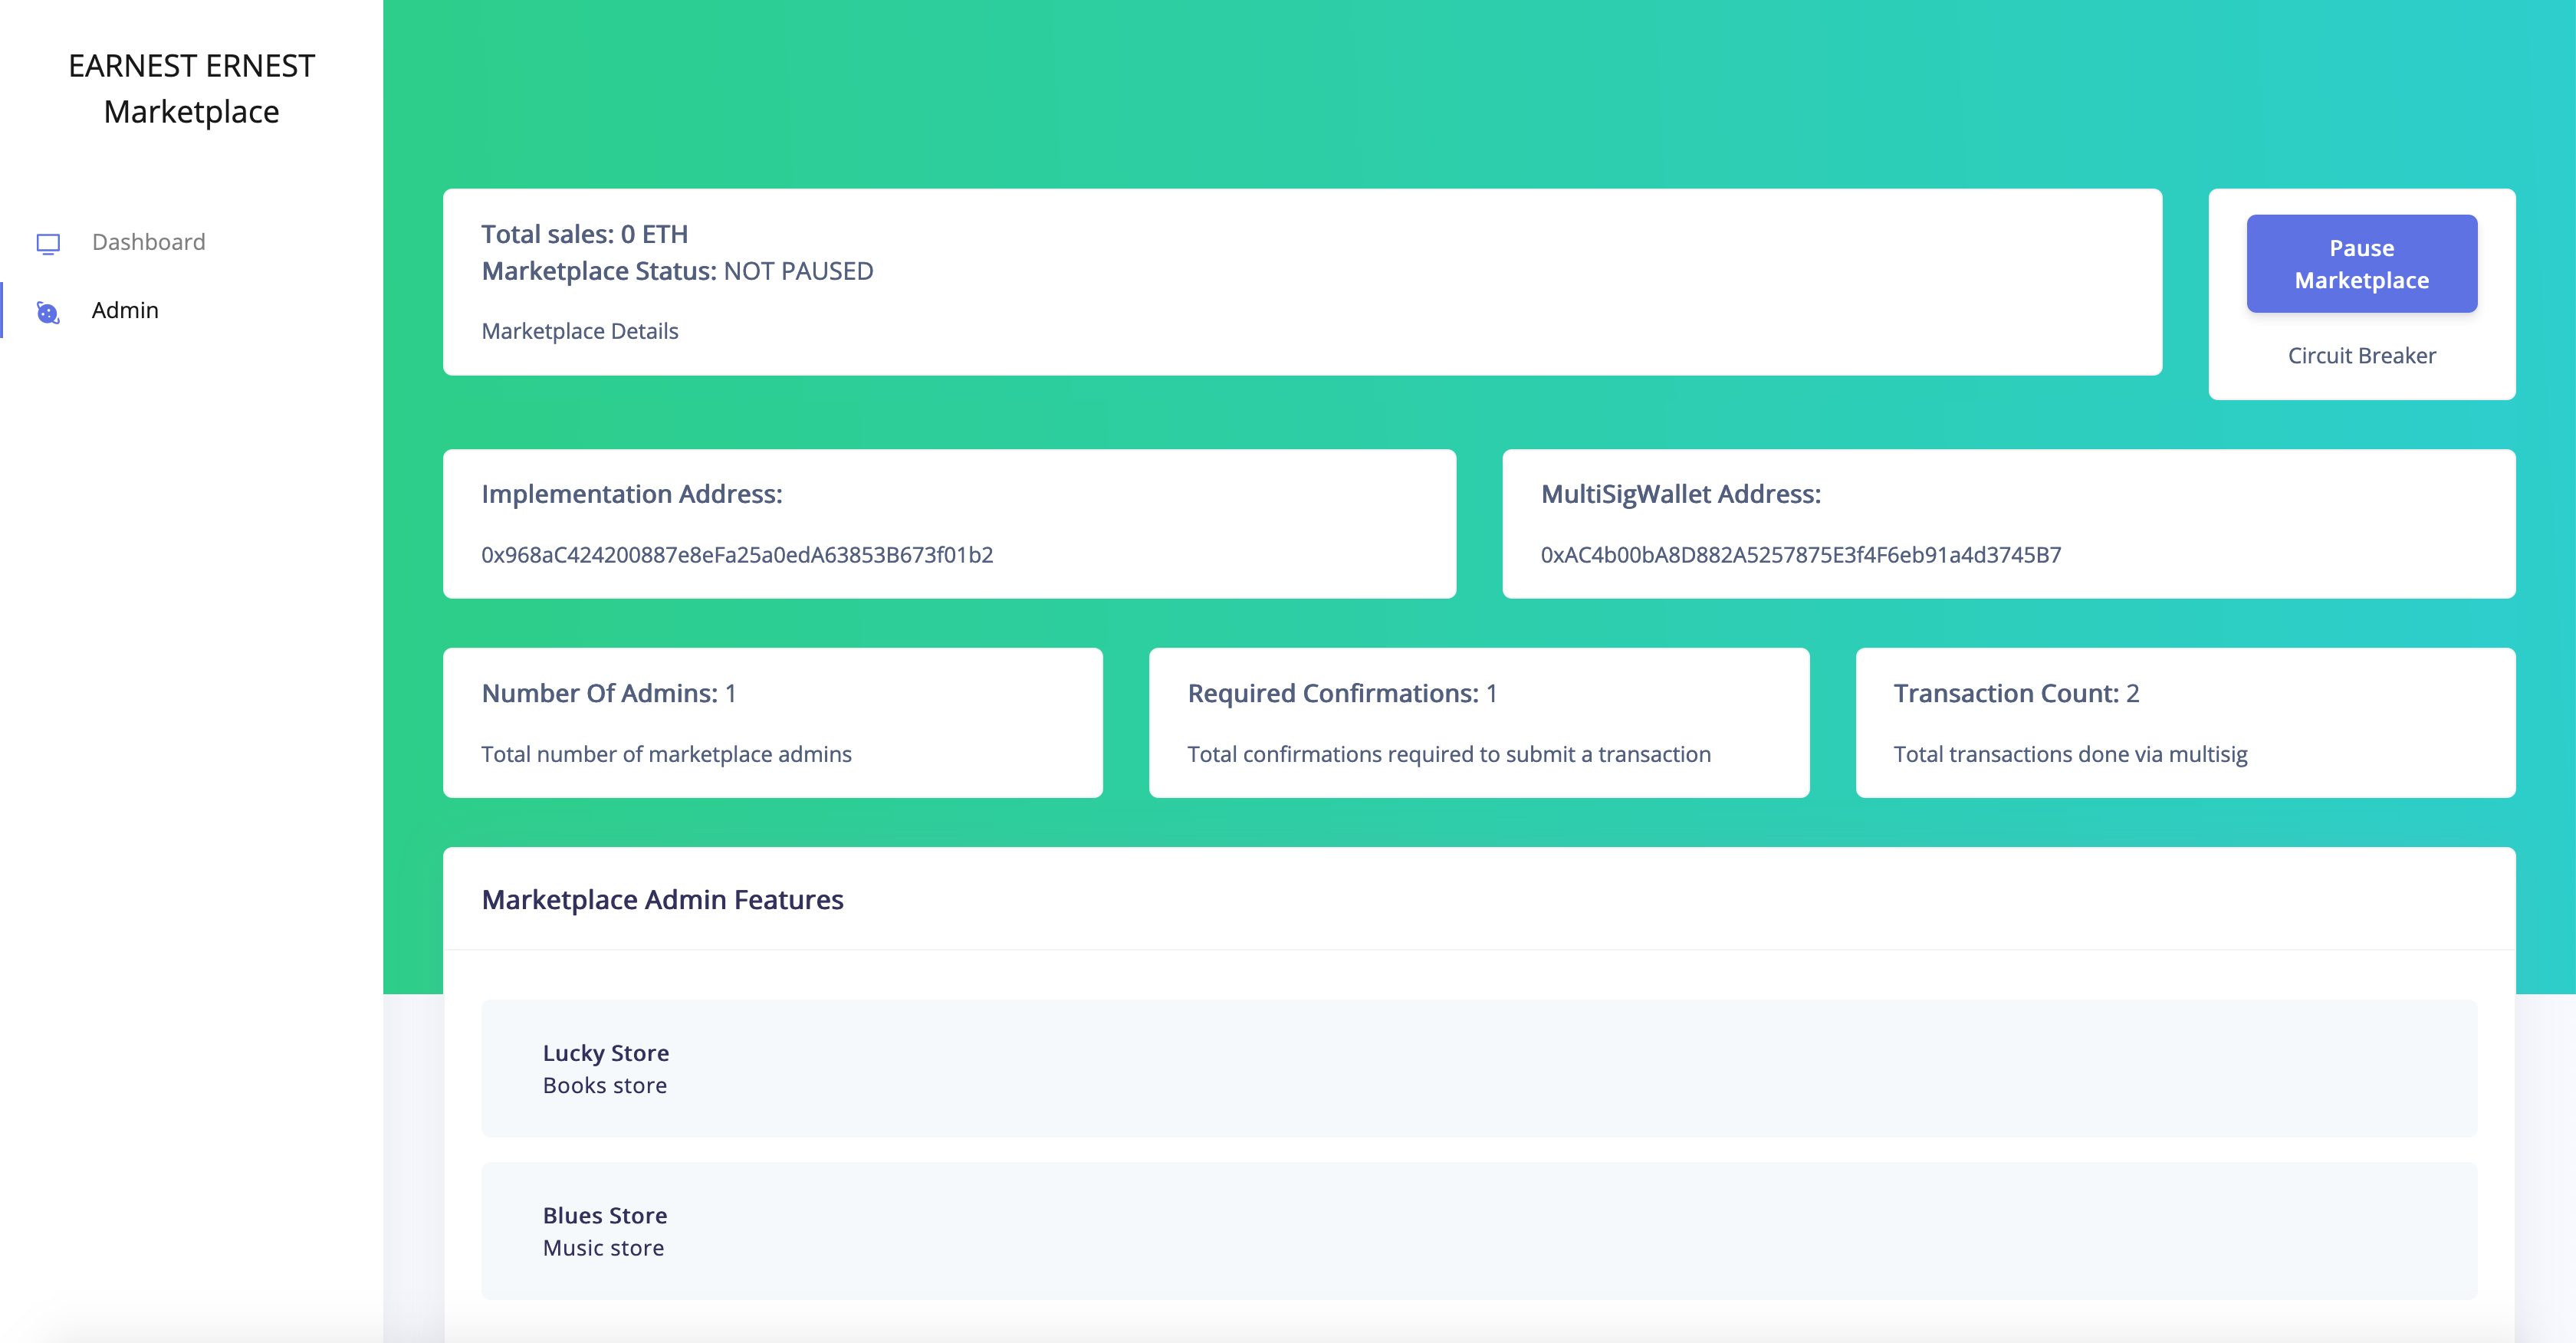 EARNEST ERNEST
Marketplace
Dashboard
Admin
Total sales: 0 ETH
Marketplace Status: NOT PAUSED
Marketplace Details
Pause
Marketplace
Circuit Breaker
Implementation Address:
0x968aC424200887e8eFa25a0edA63853B673f01b2
MultiSigWallet Address:
0xAC4b00bA8D882A5257875E3f4F6eb91a4d3745B7
Number Of Admins: 1
Total number of marketplace admins
Required Confirmations: 1
Total confirmations required to submit a transaction
Transaction Count: 2
Total transactions done via multisig
Marketplace Admin Features
Lucky Store
Books store
Blues Store
Music store